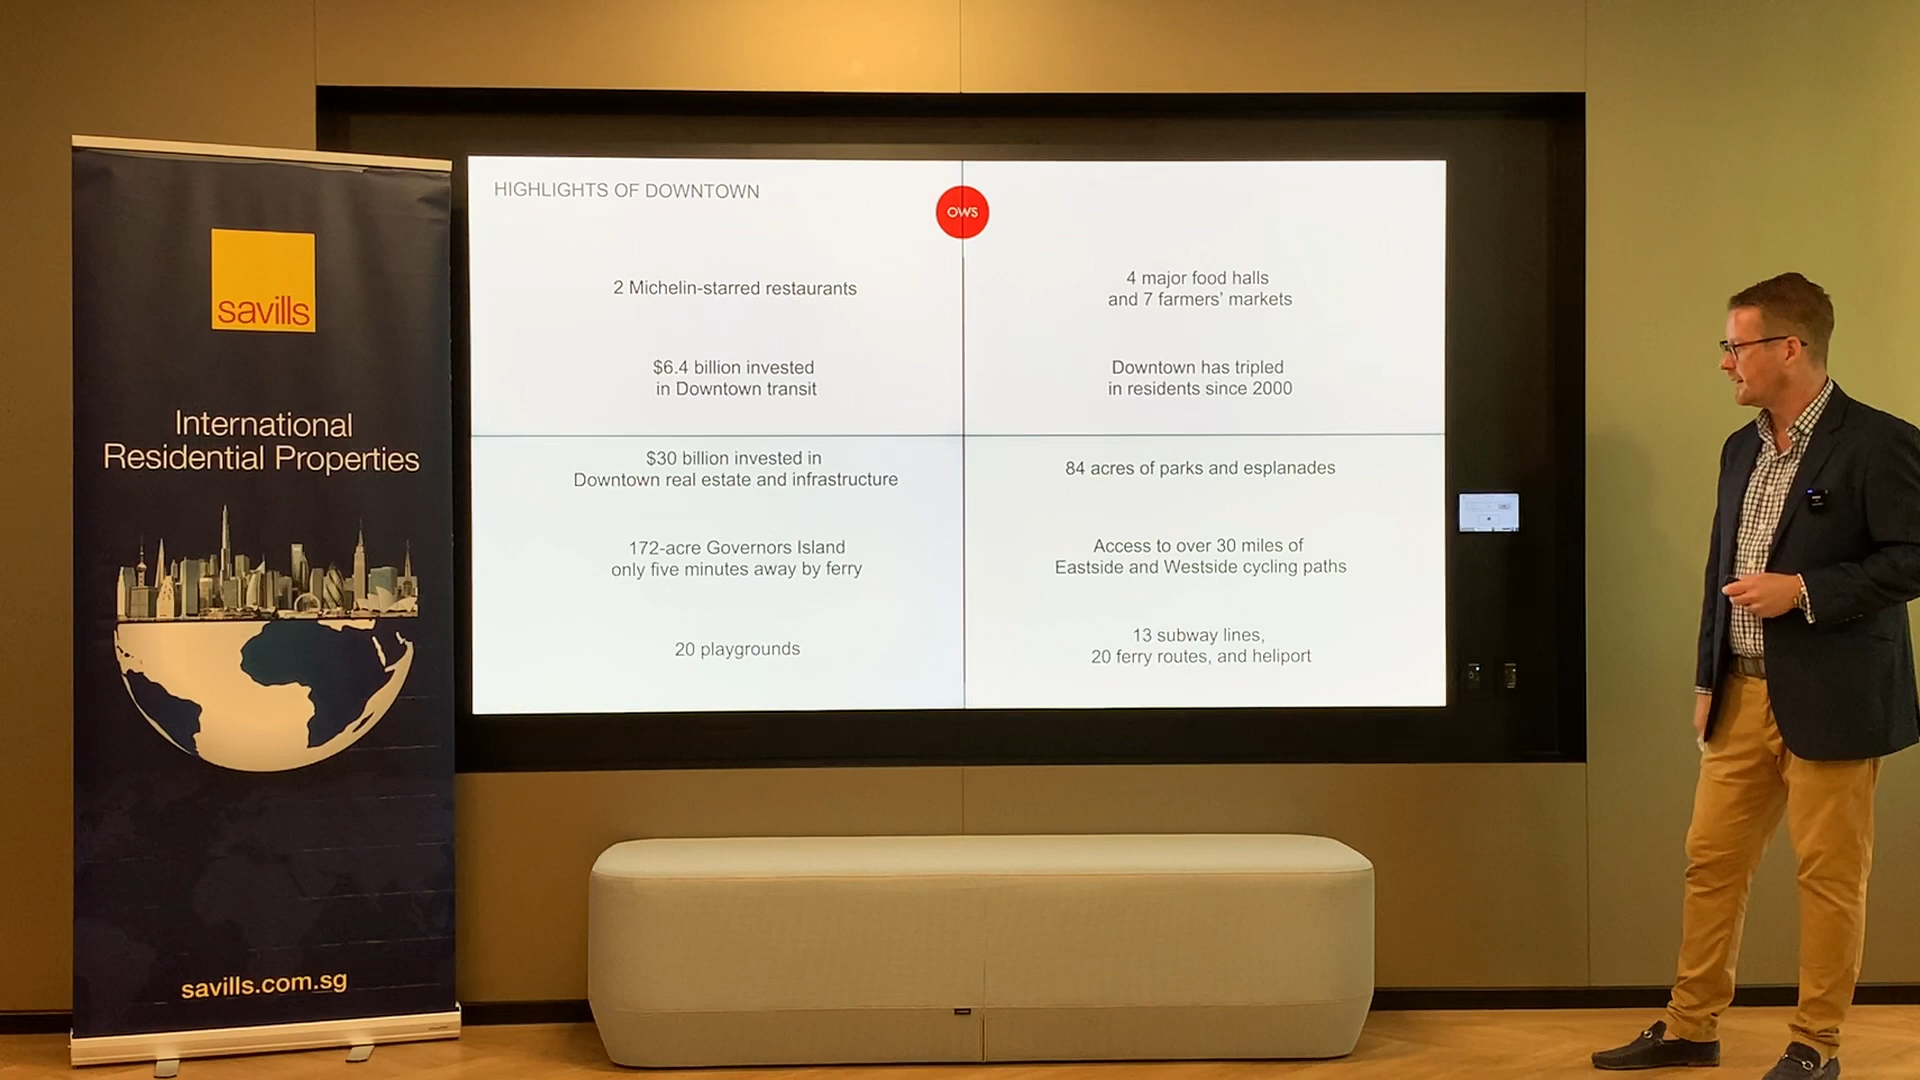 savills
International
Residential Properties
savills.com.sg
HIGHLIGHTS OF DOWNTOWN
OWS
2 Michelin-starred restaurants
$6.4 billion invested
in Downtown transit
$30 billion invested in
Downtown real estate and infrastructure
172-acre Governors Island
only five minutes away by ferry
20 playgrounds
4 major food halls
and 7 farmers' markets
Downtown has tripled
in residents since 2000
84 acres of parks and esplanades
Access to over 30 miles of
Eastside and Westside cycling paths
13 subway lines,
20 ferry routes, and heliport